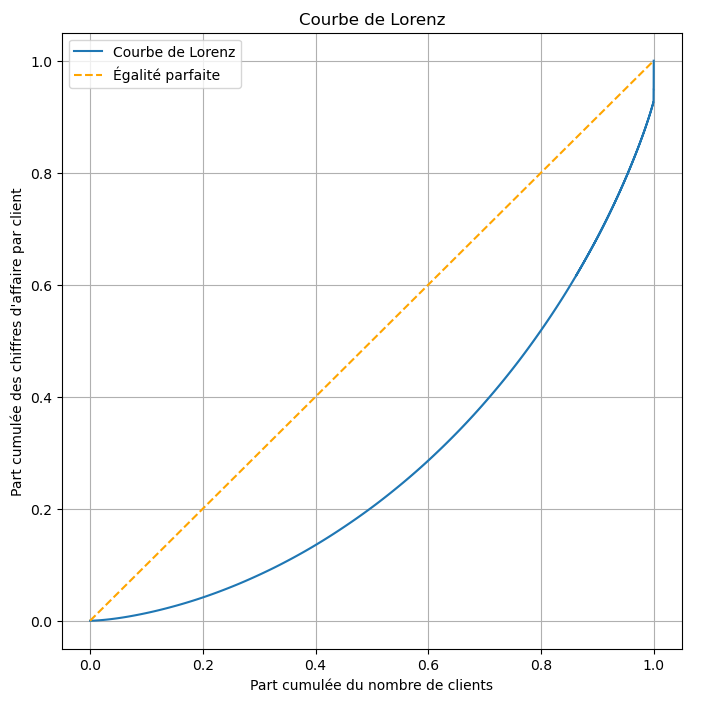 Courbe de Lorenz
Courbe de Lorenz
Égalité parfaite
1.0
0.8
0.6
0.4
0.2
0.0
Part cumulée des chiffres d'affaire par client
0.0 0.2 0.4 0.6 0.8 1.0
Part cumulée du nombre de clients